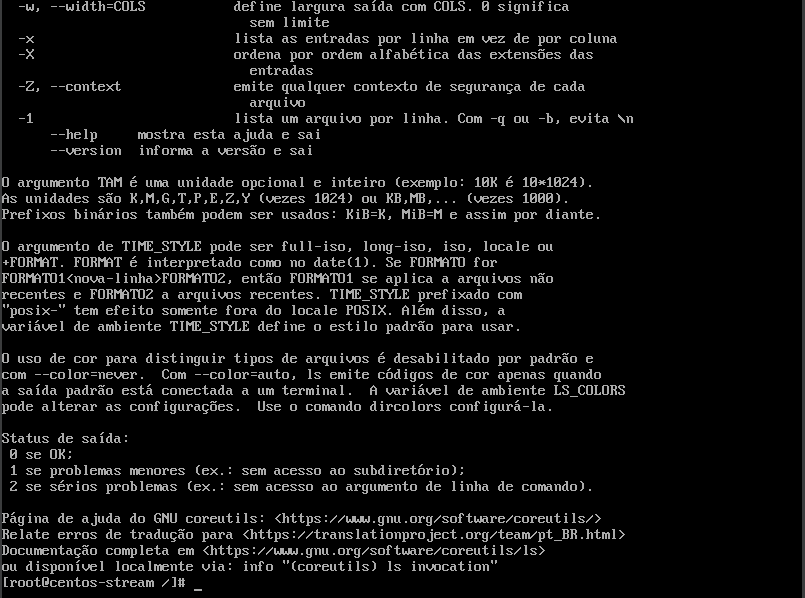 -w, --width=COLS           define largura saída com COLS. 0 significa
sem limite
-x                         lista as entradas por linha em vez de por coluna
-X                         ordena por ordem alfabética das extensões das
entradas
-Z, --context              emite qualquer contexto de segurança de cada
arquivo
-1                         lista um arquivo por linha. Com -q ou -b, evita \n
--help     mostra esta ajuda e sai
--version  informa a versão e sai

O argumento TAM é uma unidade opcional e inteiro (exemplo: 10K é 10*1024).
As unidades são K,M,G,T,P,E,Z,Y (vezes 1024) ou KB,MB,... (vezes 1000).
Prefixos binários também podem ser usados: KiB=K, MiB=M e assim por diante.

O argumento de TIME_STYLE pode ser full-iso, long-iso, iso, locale ou
+FORMAT. FORMAT é interpretado como no date(1). Se FORMATO for
FORMATO1<nova-linha>FORMATO2, então FORMATO1 se aplica a arquivos não
recentes e FORMATO2 a arquivos recentes. TIME_STYLE prefixado com
"posix-" tem efeito somente fora do locale POSIX. Além disso, a
variável de ambiente TIME_STYLE define o estilo padrão para usar.

O uso de cor para distinguir tipos de arquivos é desabilitado por padrão e
com --color=never.  Com --color=auto, ls emite códigos de cor apenas quando
a saída padrão está conectada a um terminal.  A variável de ambiente LS_COLORS
pode alterar as configurações.  Use o comando dircolors configurá-la.

Status de saída:
0 se OK;
1 se problemas menores (ex.: sem acesso ao subdiretório);
2 se sérios problemas (ex.: sem acesso ao argumento de linha de comando).

Página de ajuda do GNU coreutils: <https://www.gnu.org/software/coreutils/>
Relate erros de tradução para <https://translationproject.org/team/pt_BR.html>
Documentação completa em <https://www.gnu.org/software/coreutils/ls>
ou disponível localmente via: info "(coreutils) ls invocation"
[root@centos-stream /]# _